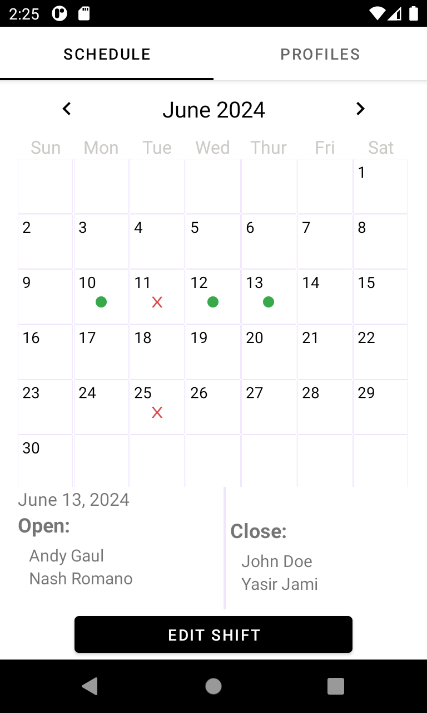 2:25
SCHEDULE PROFILES
June 2024
Sun Mon Tue Wed Thur Fri Sat
1
2 3 4 5 6 7 8
9 10 11 12 13 14 15
16 17 18 19 20 21 22
23 24 25 26 27 28 29
30
June 13, 2024
Open:
Andy Gaul
Nash Romano
Close:
John Doe
Yasir Jami
EDIT SHIFT